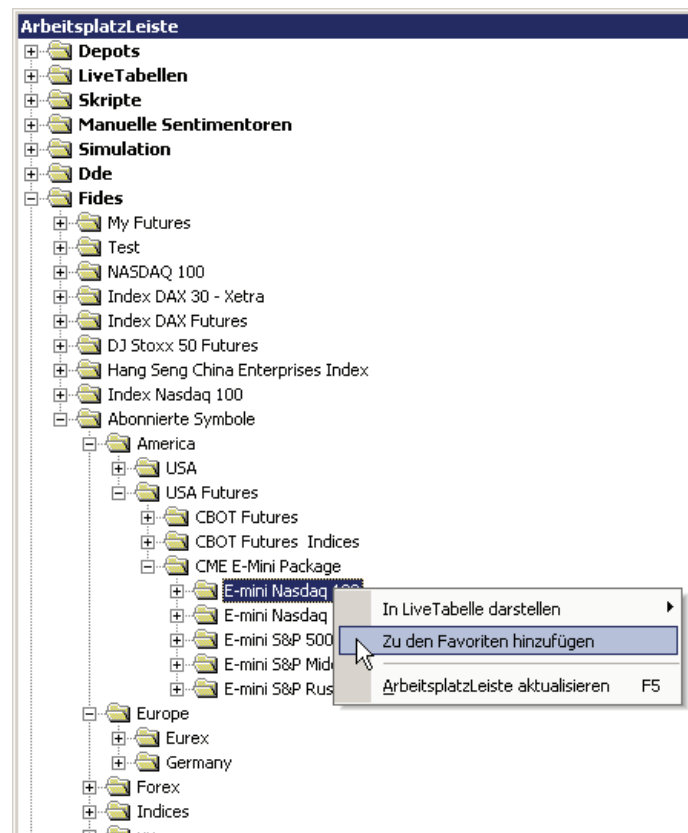 ArbeitsplatzLeiste
Depots
LiveTabellen
Skripte
Manuelle Sentimentoren
Simulation
Dde
Fides
My Futures
Test
NASDAQ 100
Index DAX 30 - Xetra
Index DAX Futures
DJ Stoxx 50 Futures
Hang Seng China Enterprises Index
Index Nasdaq 100
Abonnierte Symbole
America
USA
USA Futures
CBOT Futures
CBOT Futures Indices
CME E-Mini Package
E-mini Nasdaq 100
E-mini Nasdaq
E-mini S&P 500
E-mini S&P
E-mini S&P
In LiveTabelle darstellen
Zu den Favoriten hinzufügen
ArbeitsplatzLeiste aktualisieren F5
Europe
Eurex
Germany
Forex
Indices